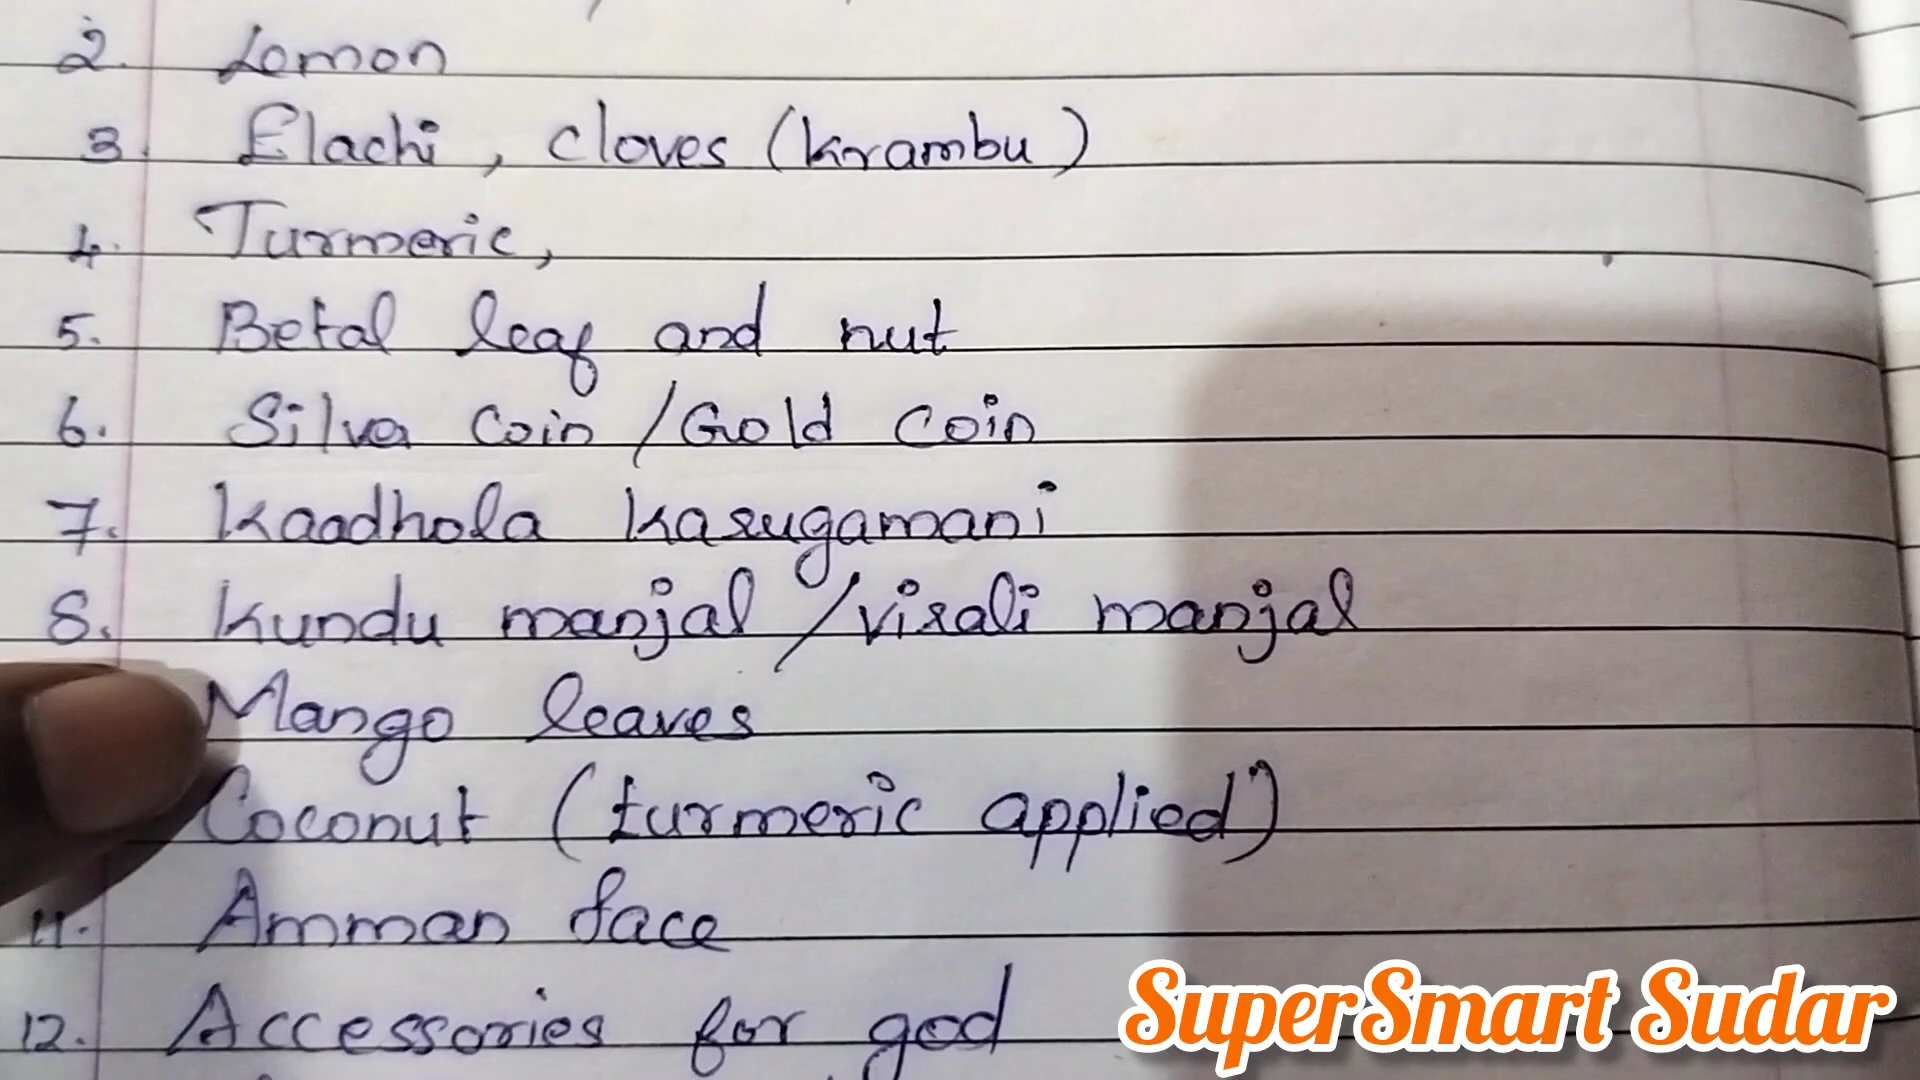 2. Lemon
3. Elachi, cloves (krambu)
4. Turmeric,
5. Betal leaf and nut
6. Silver coin / Gold coin
7. Kaadhola karugamani
8. Kundu manjal / virali manjal
Mango leaves
Coconut (turmeric applied)
11. Amman face
12. Accessories for god
SuperSmart Sudar